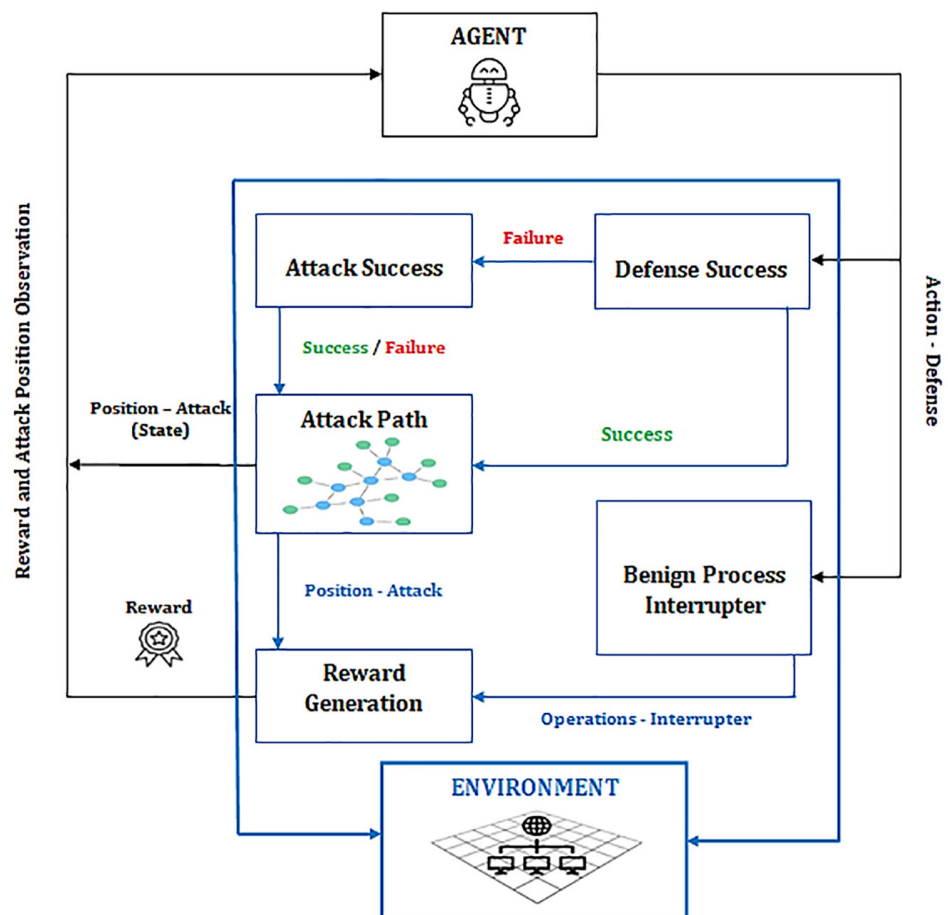 AGENT
Reward and Attack Position Observation
Action - Defense
Attack Success
Failure
Defense Success
Success / Failure
Position – Attack
(State)
Attack Path
Success
Position - Attack
Benign Process
Interrupter
Reward
Reward
Generation
Operations - Interrupter
ENVIRONMENT